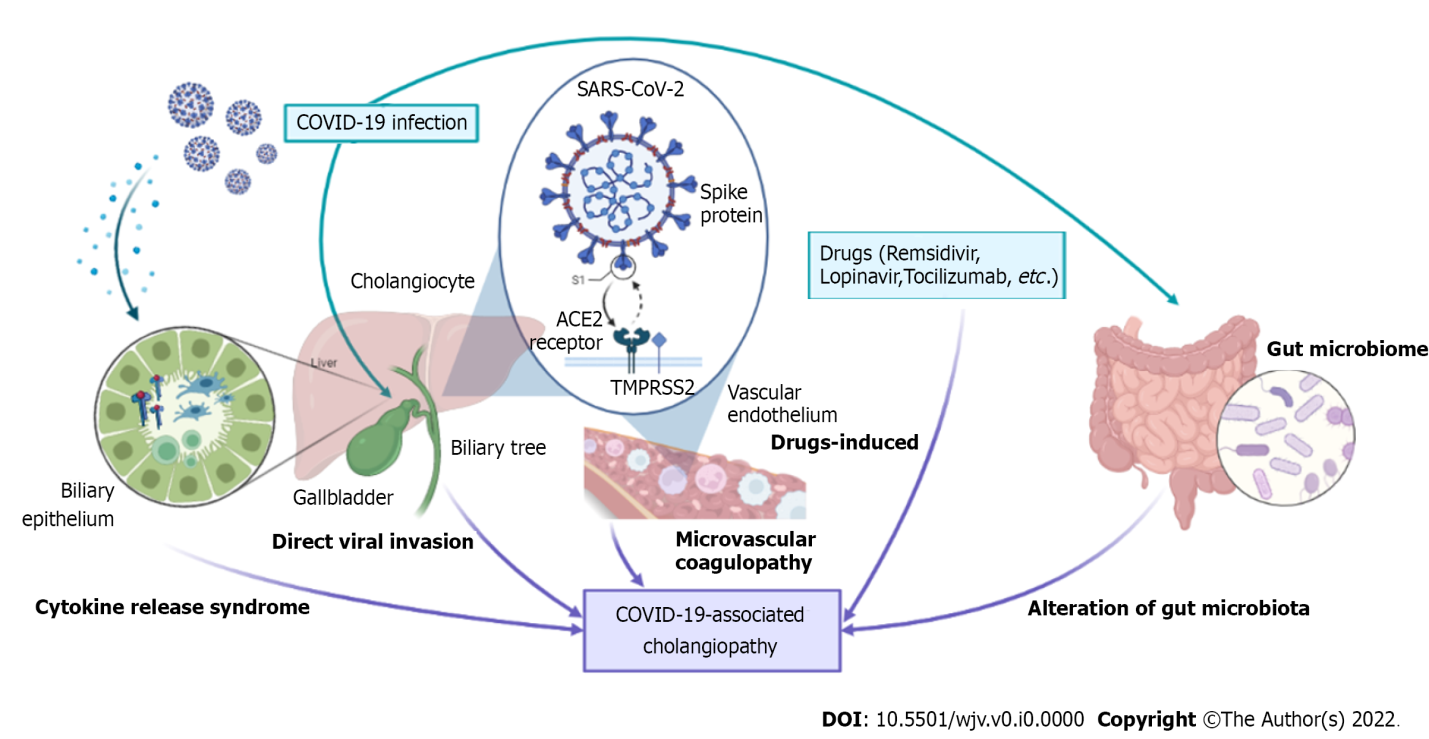 SARS-CoV-2
COVID-19 infection
Spike
protein
S1
Drugs (Remsidivir,
Lopinavir,Tocilizumab, etc.)
Cholangiocyte
ACE2
receptor
Liver
TMPRSS2
Vascular
endothelium
Gut microbiome
Drugs-induced
Biliary tree
Biliary
epithelium
Gallbladder
Direct viral invasion
Microvascular
coagulopathy
Cytokine release syndrome
COVID-19-associated
cholangiopathy
Alteration of gut microbiota
DOI: 10.5501/wjv.v0.i0.0000 Copyright ©The Author(s) 2022.